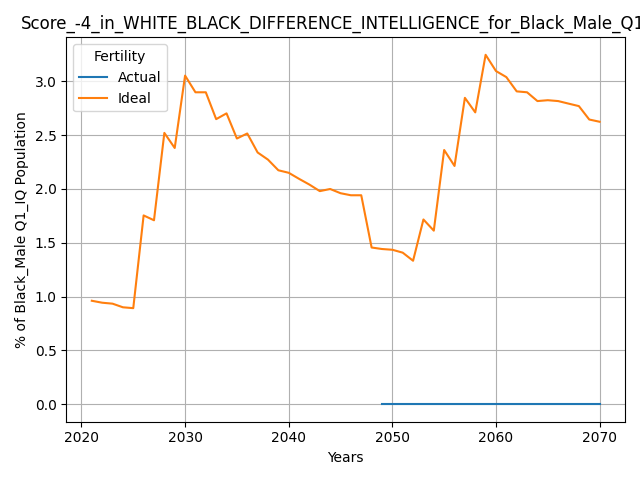 Score_-4_in_WHITE_BLACK_DIFFERENCE_INTELLIGENCE_for_Black_Male_Q1
Fertility
Actual
Ideal
% of Black_Male Q1_IQ Population
3.0
2.5
2.0
1.5
1.0
0.5
0.0
2020 2030 2040 2050 2060 2070
Years